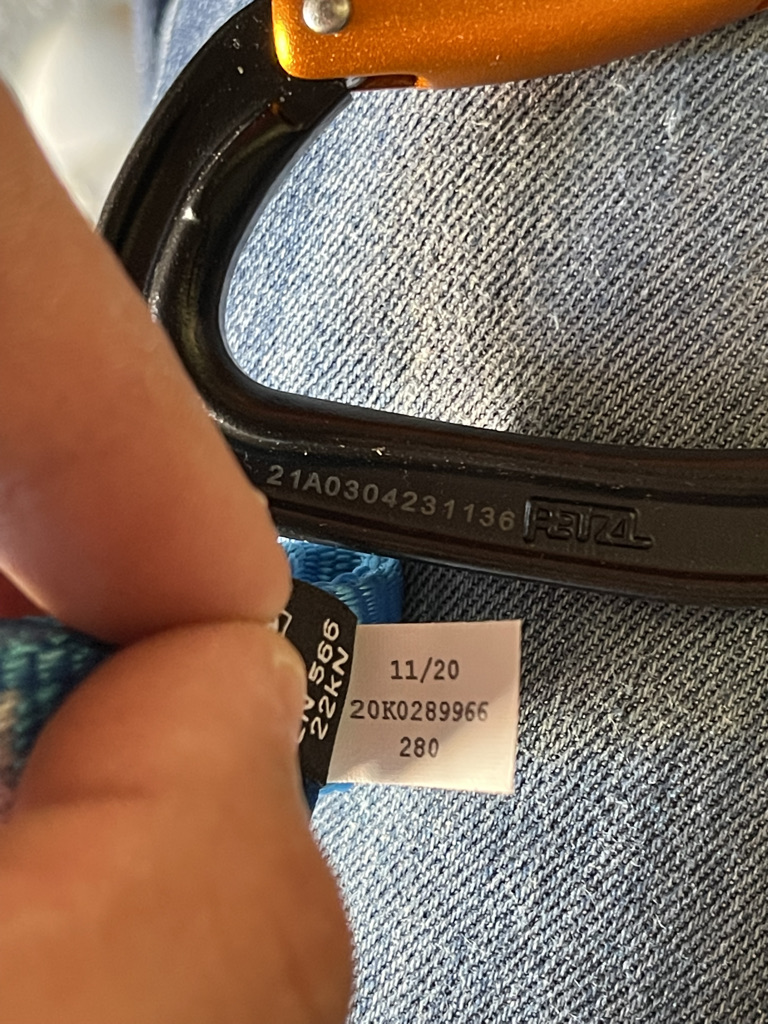 21A0304231136 PETZL
EN 566
22kN
11/20
20K0289966
280